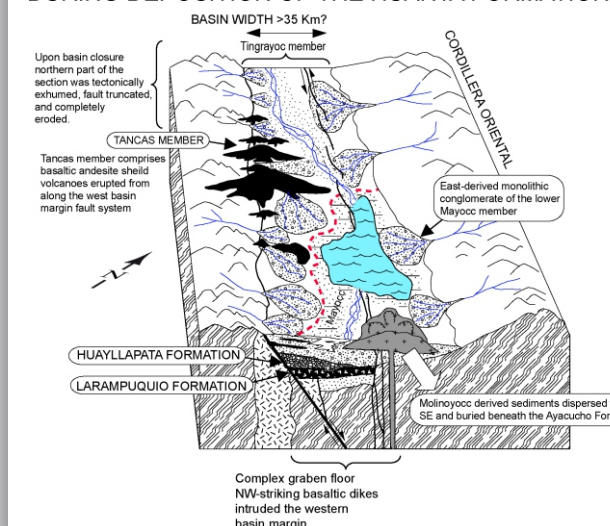 BASIN WIDTH >35 Km?
Tingrayoc member
Upon basin closure
northern part of the
section was tectonically
exhumed, fault truncated,
and completely
eroded.
CORDILLERA ORIENTAL
TANCAS MEMBER
Tancas member comprises
basaltic andesite sheild
volcanoes erupted from
along the west basin
margin fault system
East-derived monolithic
conglomerate of the lower
Mayocc member
Z
Mayocc
HUAYLLAPATA FORMATION
LARAMPUQUIO FORMATION
Molinoyocc derived sediments dispersed
SE and buried beneath the Ayacucho For
Complex graben floor
NW-striking basaltic dikes
intruded the western
basin margin